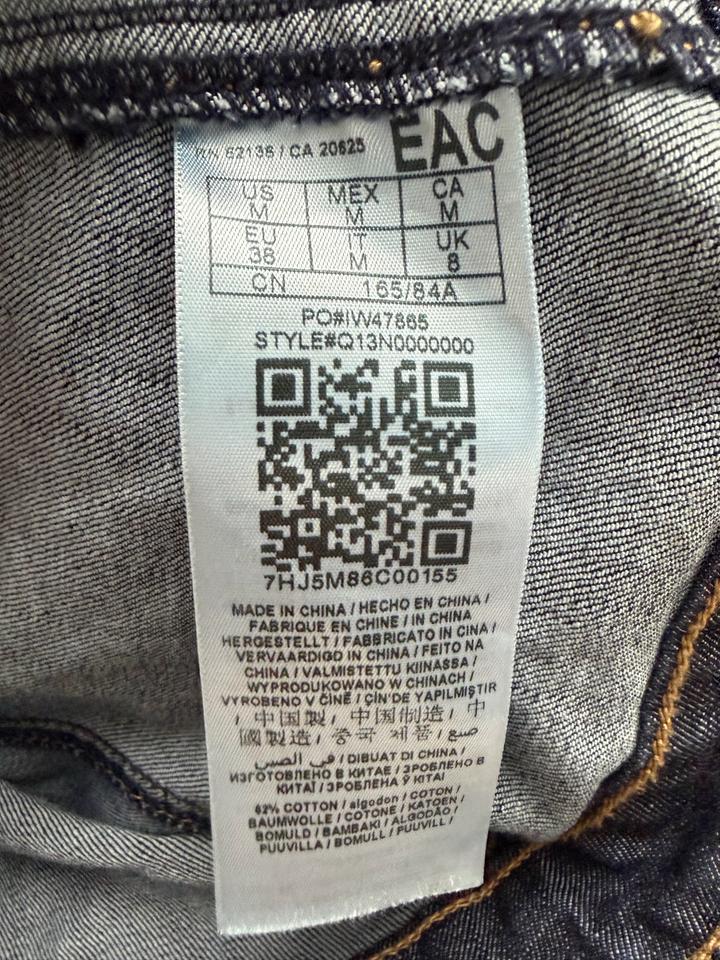 RN 62136 / CA 20625
EAC
US MEX CA
M M M
EU IT UK
38 M 8
CN 165/84A
PO#IW47865
STYLE#Q13N0000000
7HJ5M86C00155
MADE IN CHINA / HECHO EN CHINA /
FABRIQUE EN CHINE / IN CHINA
HERGESTELLT / FABBRICATO IN CINA /
VERVAARDIGD IN CHINA / FEITO NA
CHINA / VALMISTETTU KIINASSA /
WYPRODUKOWANO W CHINACH /
VYROBENO V ČÍNĚ / ÇİN'DE YAPILMIŞTIR
/ 中国製 / 中国制造 / 中
國製造 / 중국 제품 / صنع
في الصين / DIBUAT DI CHINA /
ИЗГОТОВЛЕНО В КИТАЕ / ЗРОБЛЕНО В
КИТАЇ / ЗРОБЛЕНА Ў КІТАІ
62% COTTON / algodon / COTON /
BAUMWOLLE / COTONE / KATOEN /
BOMULD / BAMBAKI / ALGODÃO /
PUUVILLA / BOMULL / PUUVILL /